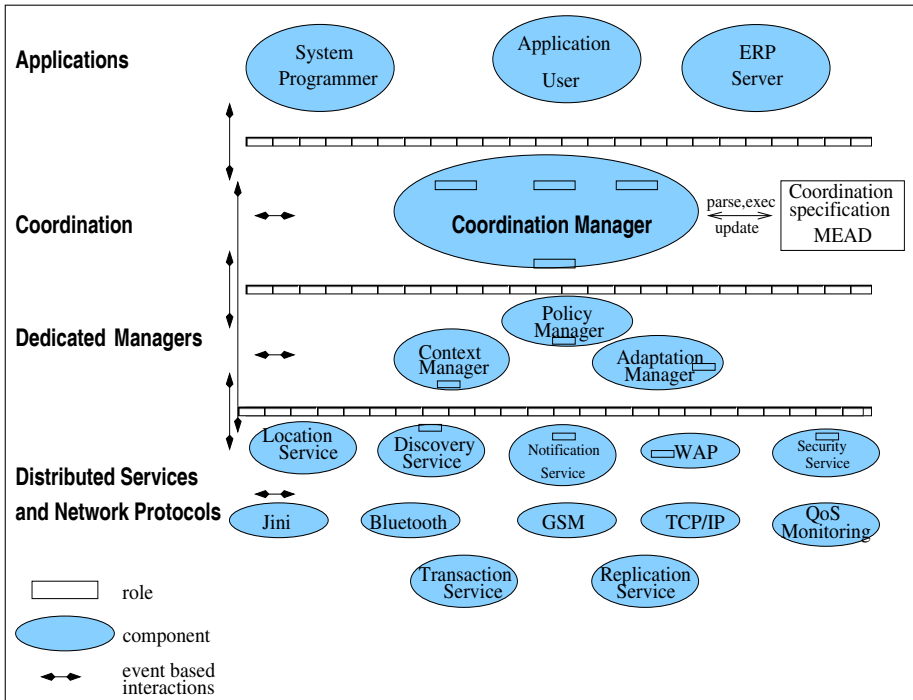 Applications
System
Programmer
Application
User
ERP
Server
Coordination
Coordination Manager
parse,exec
update
Coordination
specification
MEAD
Dedicated Managers
Policy
Manager
Context
Manager
Adaptation
Manager
Distributed Services
and Network Protocols
Location
Service
Discovery
Service
Notification
Service
WAP
Security
Service
Jini
Bluetooth
GSM
TCP/IP
QoS
Monitoring
Transaction
Service
Replication
Service
role
component
event based
interactions